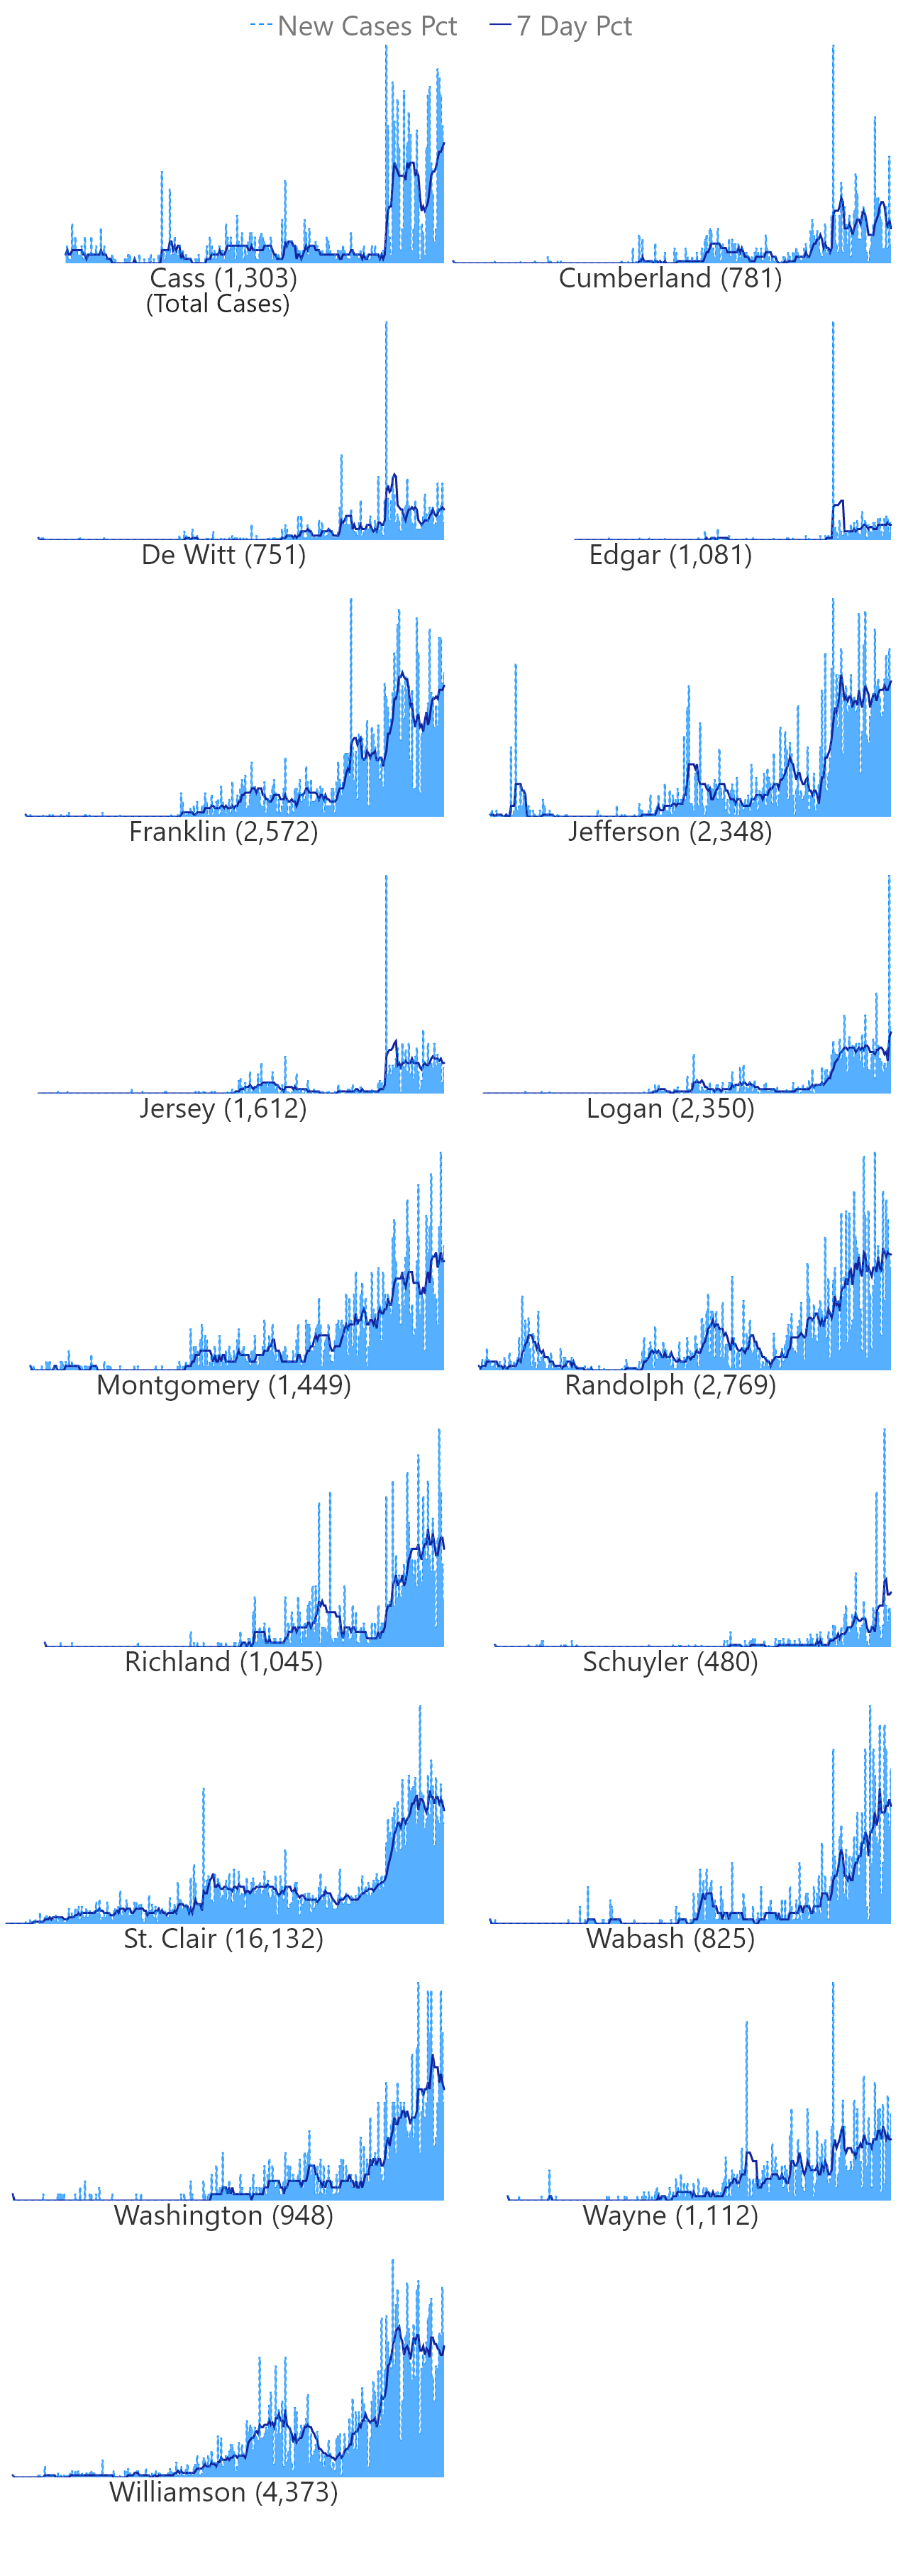 New Cases Pct 7 Day Pct
Cass (1,303) Cumberland (781)
(Total Cases)
De Witt (751) Edgar (1,081)
Franklin (2,572) Jefferson (2,348)
Jersey (1,612) Logan (2,350)
Montgomery (1,449) Randolph (2,769)
Richland (1,045) Schuyler (480)
St. Clair (16,132) Wabash (825)
Washington (948) Wayne (1,112)
Williamson (4,373)